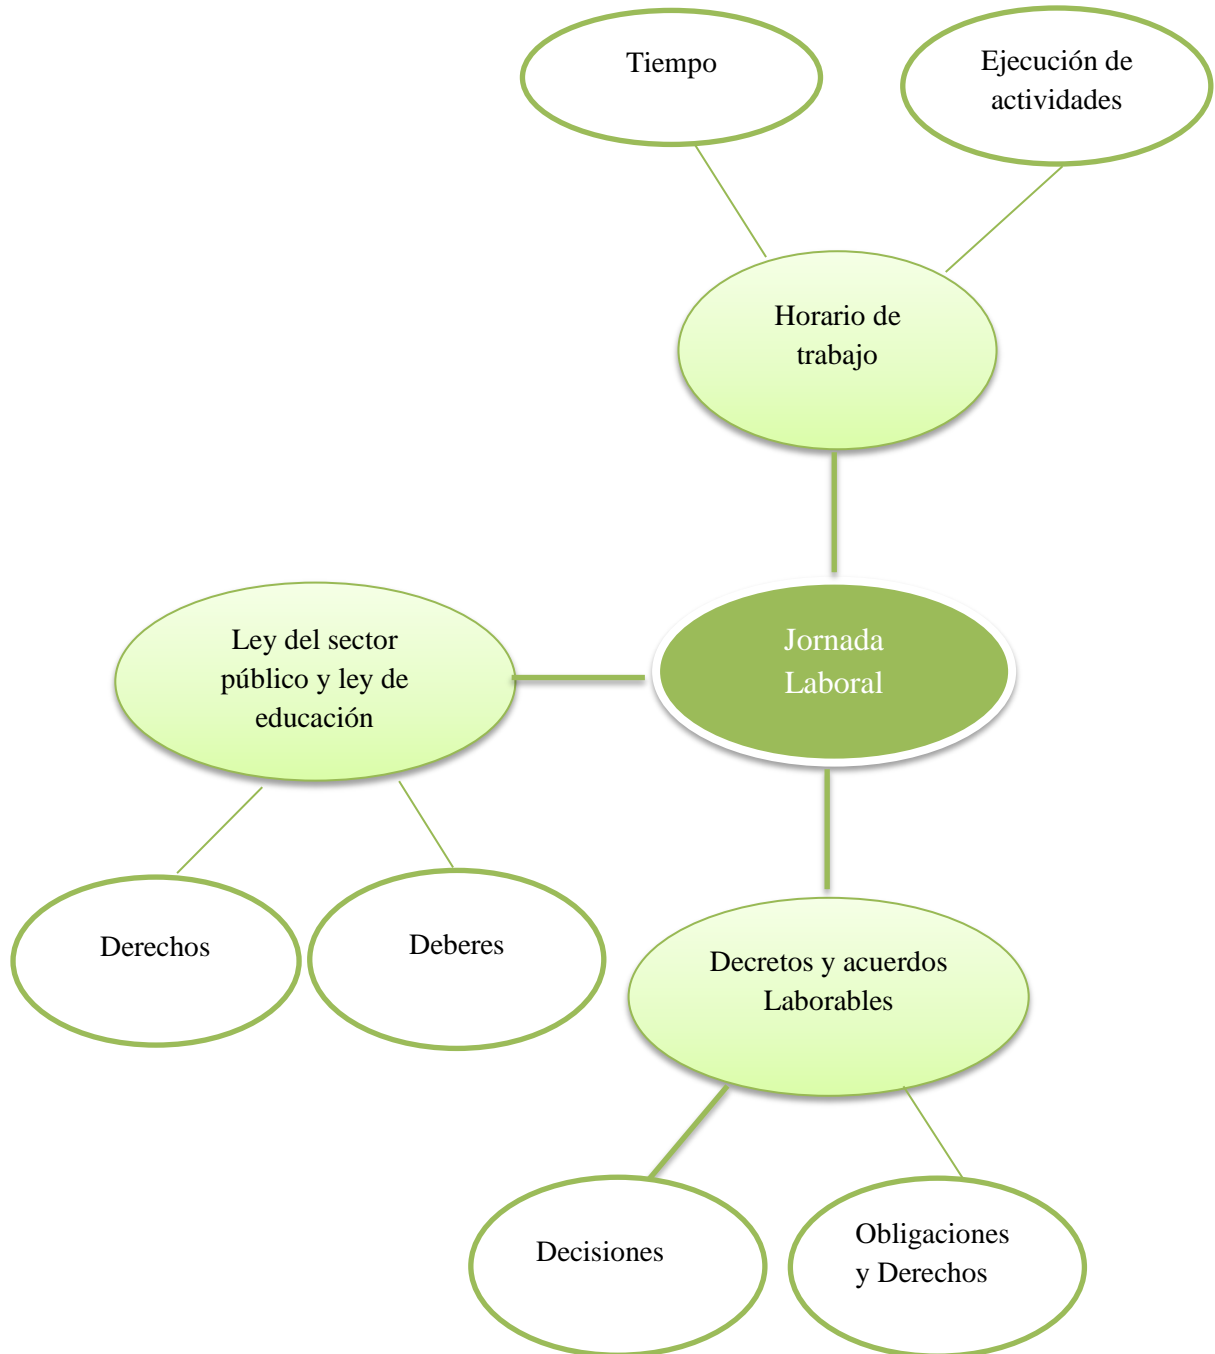 Tiempo
Ejecución de
actividades
Horario de
trabajo
Jornada
Laboral
Ley del sector
público y ley de
educación
Derechos
Deberes
Decretos y acuerdos
Laborables
Decisiones
Obligaciones
y Derechos